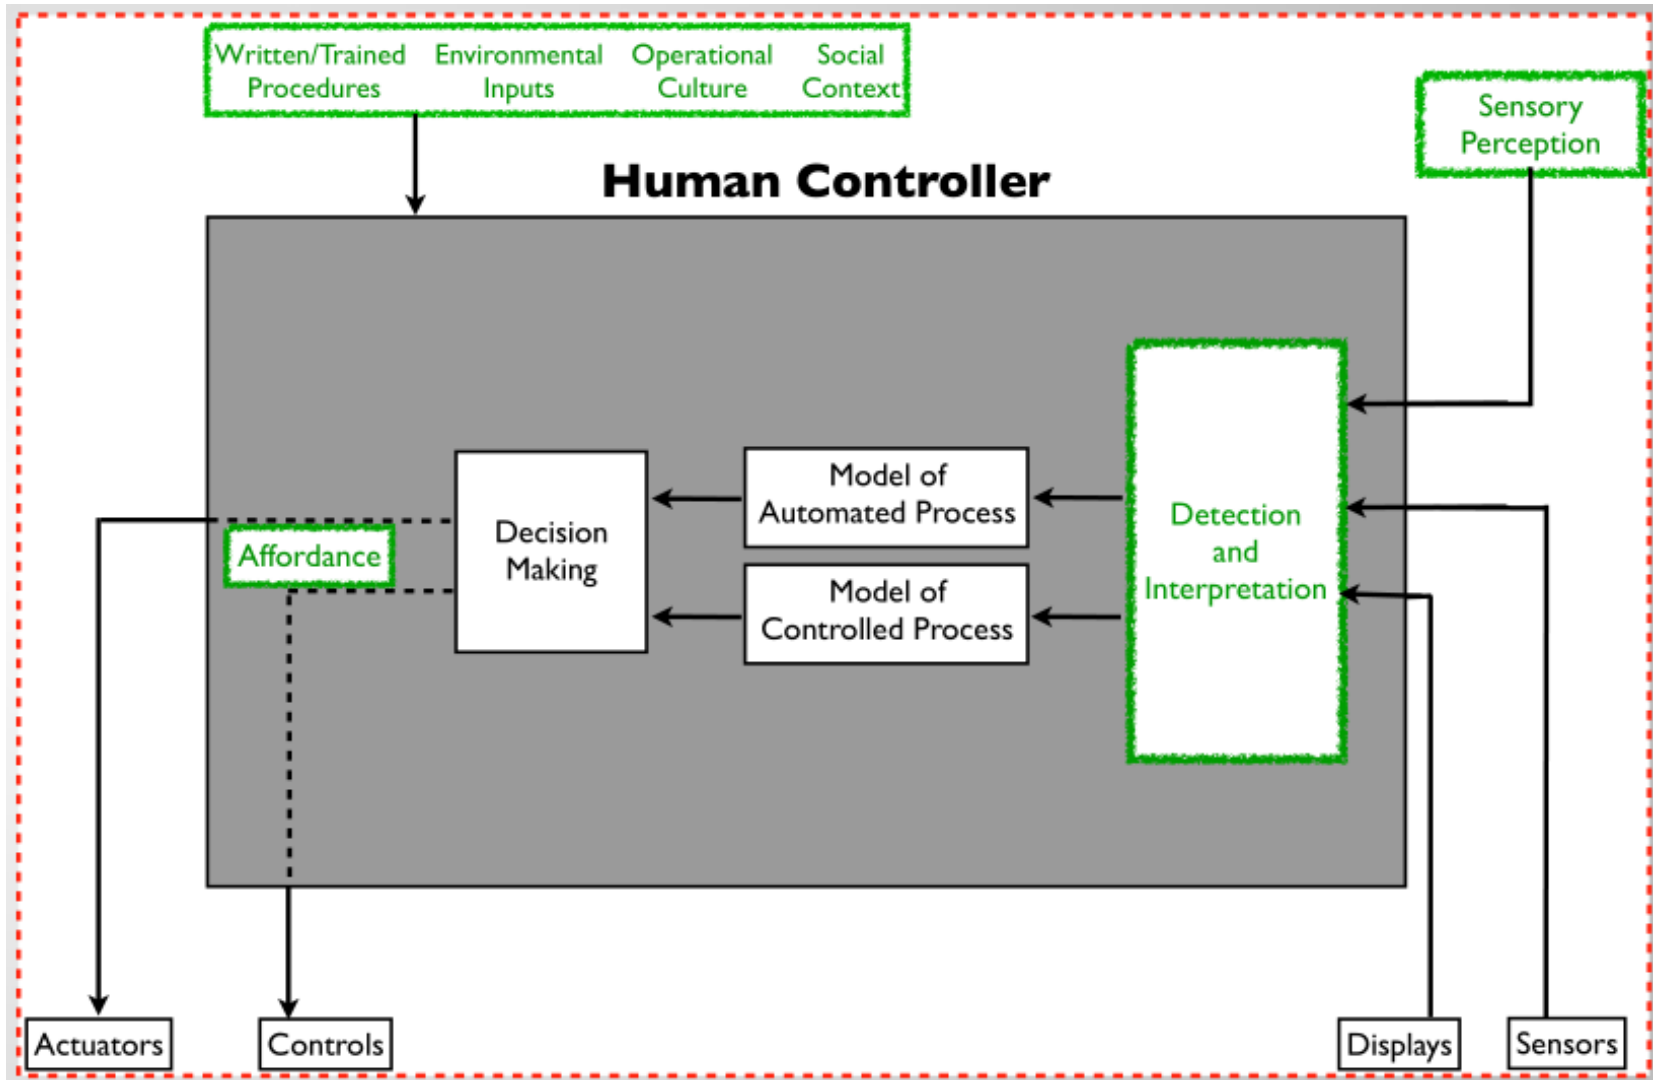 Written/Trained
Procedures
Environmental
Inputs
Operational
Culture
Social
Context
Sensory
Perception
Human Controller
Affordance
Decision
Making
Model of
Automated Process
Model of
Controlled Process
Detection
and
Interpretation
Actuators
Controls
Displays
Sensors